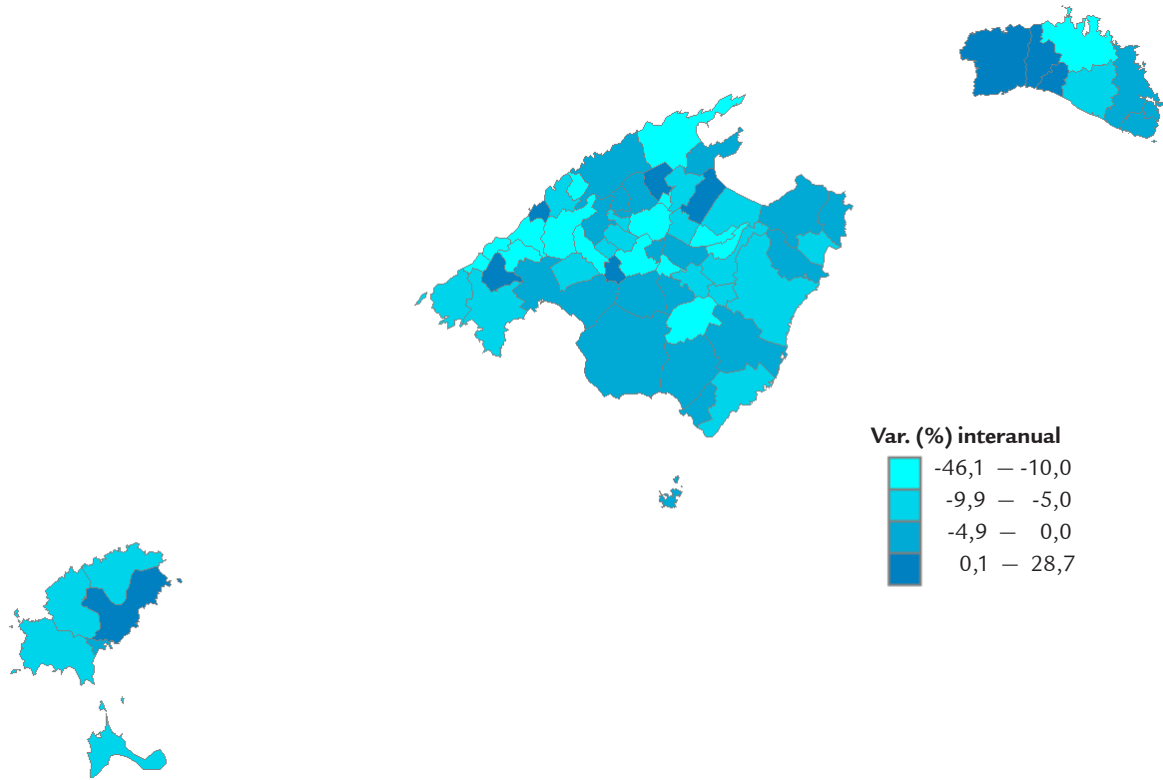 Var. (%) interanual
-46,1 — -10,0
-9,9 — -5,0
-4,9 — 0,0
0,1 — 28,7